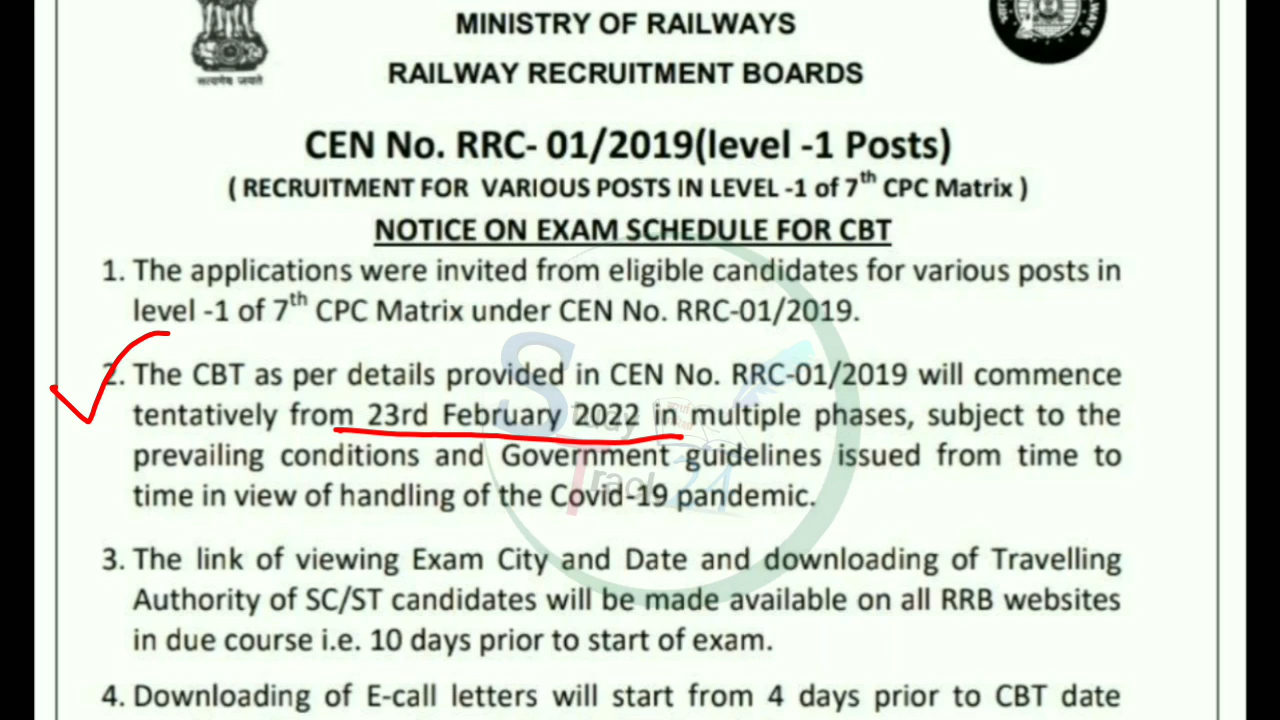 सत्यमेव जयते
MINISTRY OF RAILWAYS
RAILWAY RECRUITMENT BOARDS
CEN No. RRC- 01/2019(level -1 Posts)
( RECRUITMENT FOR VARIOUS POSTS IN LEVEL -1 of 7th CPC Matrix )
NOTICE ON EXAM SCHEDULE FOR CBT
1. The applications were invited from eligible candidates for various posts in
level -1 of 7th CPC Matrix under CEN No. RRC-01/2019.
2. The CBT as per details provided in CEN No. RRC-01/2019 will commence
tentatively from 23rd February 2022 in multiple phases, subject to the
prevailing conditions and Government guidelines issued from time to
time in view of handling of the Covid-19 pandemic.
3. The link of viewing Exam City and Date and downloading of Travelling
Authority of SC/ST candidates will be made available on all RRB websites
in due course i.e. 10 days prior to start of exam.
4. Downloading of E-call letters will start from 4 days prior to CBT date
Study
Track 24